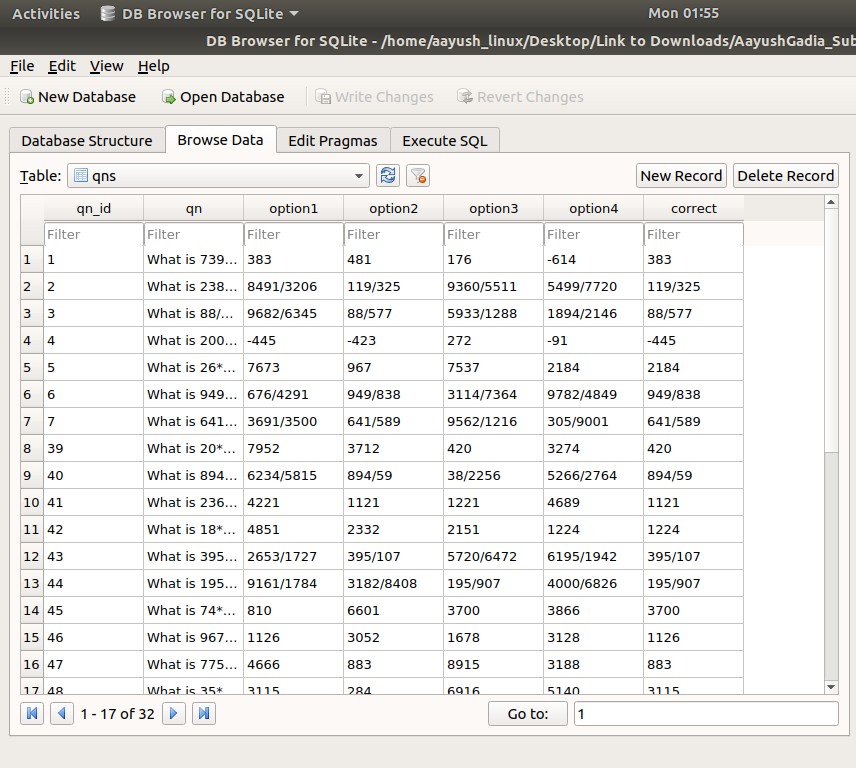 Activities DB Browser for SQLite Mon 01:55
DB Browser for SQLite - /home/aayush_linux/Desktop/Link to Downloads/AayushGadia_Sub
File Edit View Help
New Database Open Database Write Changes Revert Changes
Database Structure Browse Data Edit Pragmas Execute SQL
Table: qns New Record Delete Record
qn_id qn option1 option2 option3 option4 correct
Filter Filter Filter Filter Filter Filter Filter
1 1 What is 739... 383 481 176 -614 383
2 2 What is 238... 8491/3206 119/325 9360/5511 5499/7720 119/325
3 3 What is 88/... 9682/6345 88/577 5933/1288 1894/2146 88/577
4 4 What is 200... -445 -423 272 -91 -445
5 5 What is 26*... 7673 967 7537 2184 2184
6 6 What is 949... 676/4291 949/838 3114/7364 9782/4849 949/838
7 7 What is 641... 3691/3500 641/589 9562/1216 305/9001 641/589
8 39 What is 20*... 7952 3712 420 3274 420
9 40 What is 894... 6234/5815 894/59 38/2256 5266/2764 894/59
10 41 What is 236... 4221 1121 1221 4689 1121
11 42 What is 18*... 4851 2332 2151 1224 1224
12 43 What is 395... 2653/1727 395/107 5720/6472 6195/1942 395/107
13 44 What is 195... 9161/1784 3182/8408 195/907 4000/6826 195/907
14 45 What is 74*... 810 6601 3700 3866 3700
15 46 What is 967... 1126 3052 1678 3128 1126
16 47 What is 775... 4666 883 8915 3188 883
17 48 What is 35* 3115 284 6916 5140 3115
1 - 17 of 32 Go to: 1